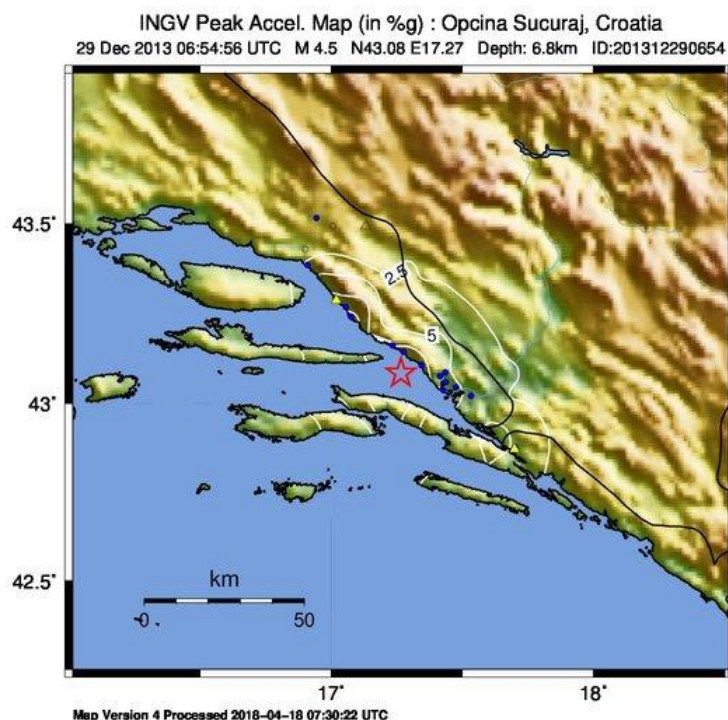 INGV Peak Accel. Map (in %g) : Opcina Sucuraj, Croatia
29 Dec 2013 06:54:56 UTC M 4.5 N43.08 E17.27 Depth: 6.8km ID:201312290654
43.5˚
2.5
5
43˚
42.5˚
km
0 50
17˚ 18˚
Map Version 4 Processed 2018-04-18 07:30:22 UTC